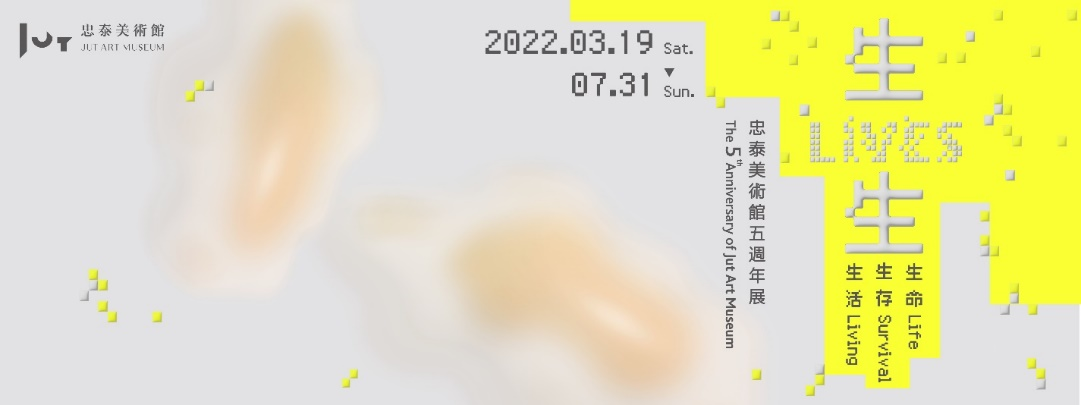 JUT
忠泰美術館
JUT ART MUSEUM
2022.03.19 Sat.
▼
07.31 Sun.
生
LIVES
生
生命 Life
生存 Survival
生活 Living
忠泰美術館五週年展
The 5th Anniversary of Jut Art Museum